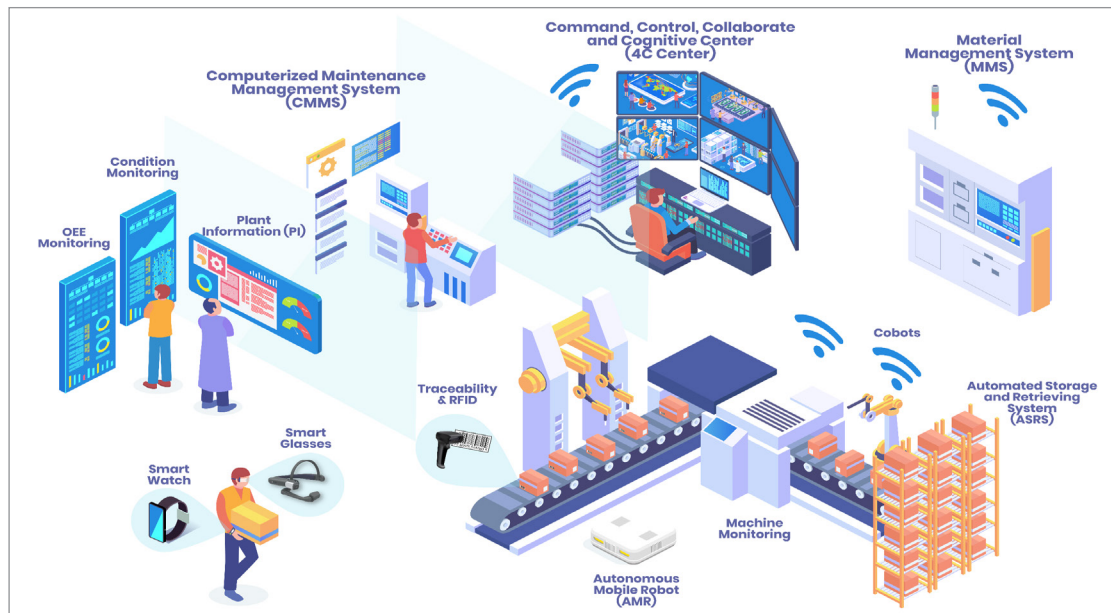 Command, Control, Collaborate
and Cognitive Center
(4C Center)
Material
Management System
(MMS)
Computerized Maintenance
Management System
(CMMS)
Condition
Monitoring
Plant
Information (PI)
OEE Monitoring
Cobots
Traceability
& RFID
Automated Storage
and Retrieving
System
(ASRS)
Smart
Glasses
Smart
Watch
Machine
Monitoring
Autonomous
Mobile Robot
(AMR)